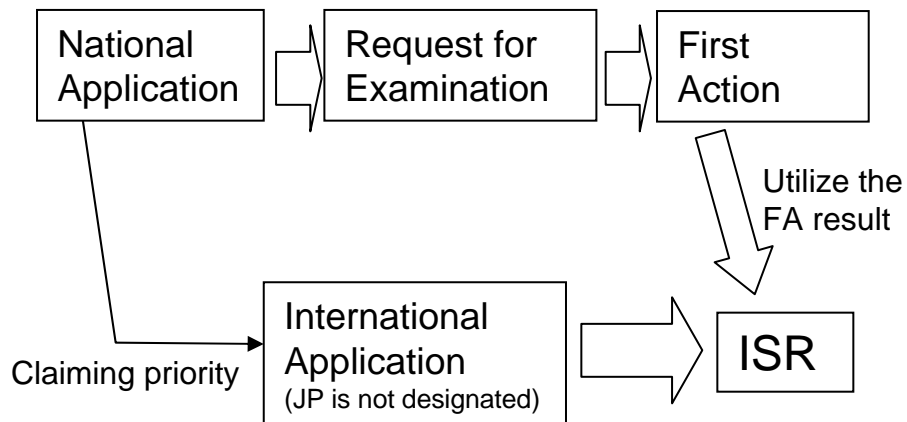 National
Application
Request for
Examination
First
Action
Utilize the
FA result
International
Application
(JP is not designated)
ISR
Claiming priority